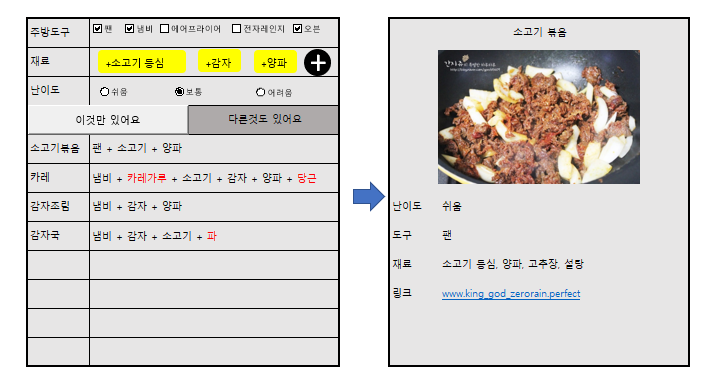 주방도구 팬 냄비 에어프라이어 전자레인지 오븐
재료 +소고기 등심 +감자 +양파 +
난이도 쉬움 보통 어려움
이것만 있어요 다른것도 있어요
소고기볶음 팬 + 소고기 + 양파
카레 냄비 + 카레가루 + 소고기 + 감자 + 양파 + 당근
감자조림 냄비 + 감자 + 양파
감자국 냄비 + 감자 + 소고기 + 파
소고기 볶음
난이도 쉬움
도구 팬
재료 소고기 등심, 양파, 고추장, 설탕
링크 www.king_god_zerorain.perfect